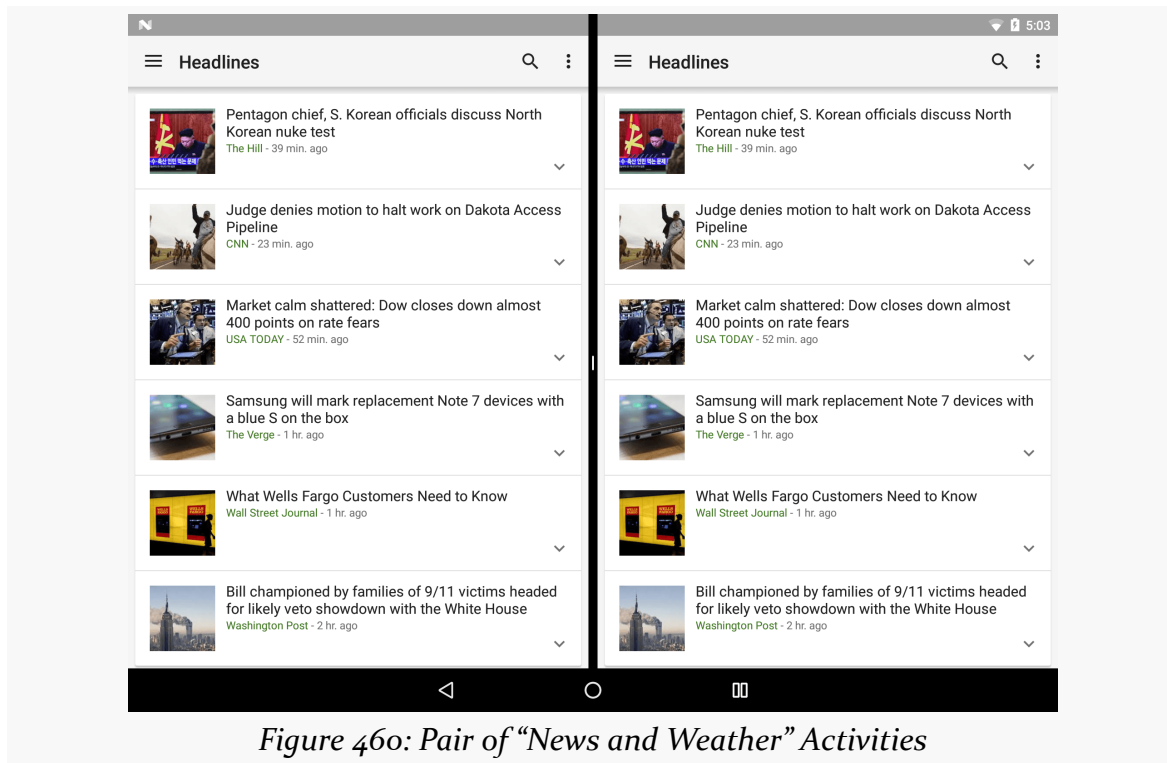 5:03
Headlines
Pentagon chief, S. Korean officials discuss North
Korean nuke test
The Hill - 39 min. ago
Judge denies motion to halt work on Dakota Access
Pipeline
CNN - 23 min. ago
Market calm shattered: Dow closes down almost
400 points on rate fears
USA TODAY - 52 min. ago
Samsung will mark replacement Note 7 devices with
a blue S on the box
The Verge - 1 hr. ago
What Wells Fargo Customers Need to Know
Wall Street Journal - 1 hr. ago
Bill championed by families of 9/11 victims headed
for likely veto showdown with the White House
Washington Post - 2 hr. ago
Headlines
Pentagon chief, S. Korean officials discuss North
Korean nuke test
The Hill - 39 min. ago
Judge denies motion to halt work on Dakota Access
Pipeline
CNN - 23 min. ago
Market calm shattered: Dow closes down almost
400 points on rate fears
USA TODAY - 52 min. ago
Samsung will mark replacement Note 7 devices with
a blue S on the box
The Verge - 1 hr. ago
What Wells Fargo Customers Need to Know
Wall Street Journal - 1 hr. ago
Bill championed by families of 9/11 victims headed
for likely veto showdown with the White House
Washington Post - 2 hr. ago
Figure 460: Pair of “News and Weather” Activities